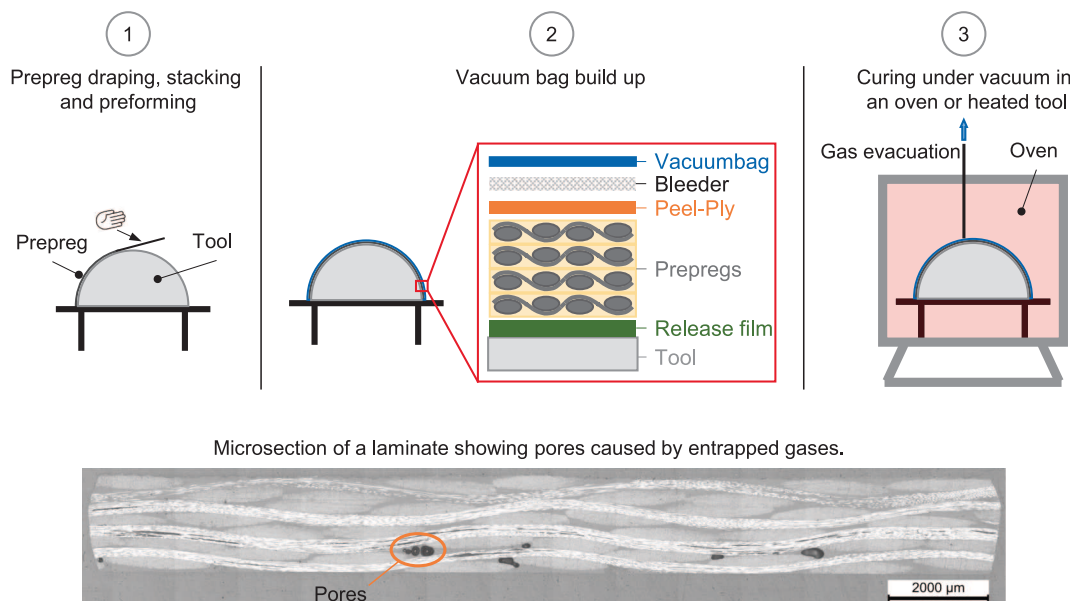 1
Prepreg draping, stacking
and preforming
Prepreg
Tool
2
Vacuum bag build up
Vacuumbag
Bleeder
Peel-Ply
Prepregs
Release film
Tool
3
Curing under vacuum in
an oven or heated tool
Gas evacuation
Oven
Microsection of a laminate showing pores caused by entrapped gases.
Pores
2000 µm